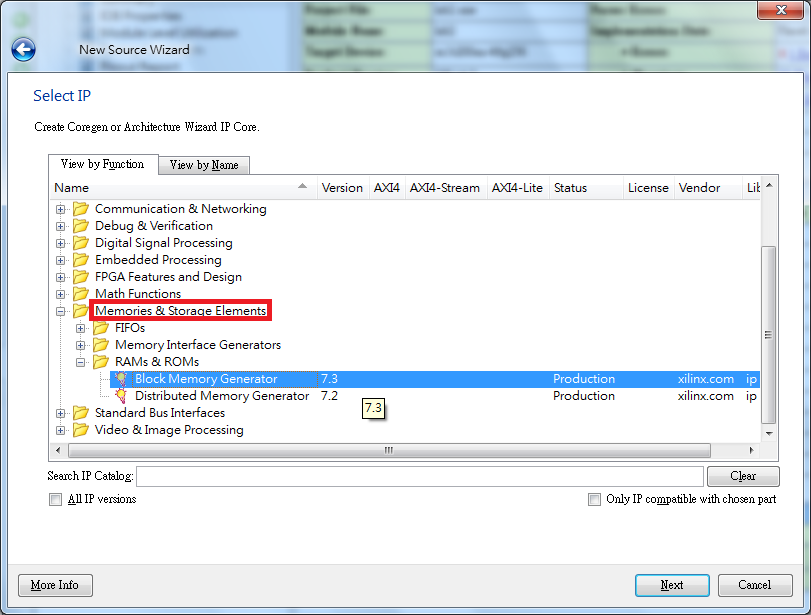 New Source Wizard
Select IP
Create Coregen or Architecture Wizard IP Core.
View by Function View by Name
Name Version AXI4 AXI4-Stream AXI4-Lite Status License Vendor Lib
Communication & Networking
Debug & Verification
Digital Signal Processing
Embedded Processing
FPGA Features and Design
Math Functions
Memories & Storage Elements
FIFOs
Memory Interface Generators
RAMs & ROMs
Block Memory Generator 7.3 Production xilinx.com ip
Distributed Memory Generator 7.2 Production xilinx.com ip
7.3
Standard Bus Interfaces
Video & Image Processing
Search IP Catalog: Clear
All IP versions Only IP compatible with chosen part
More Info Next Cancel